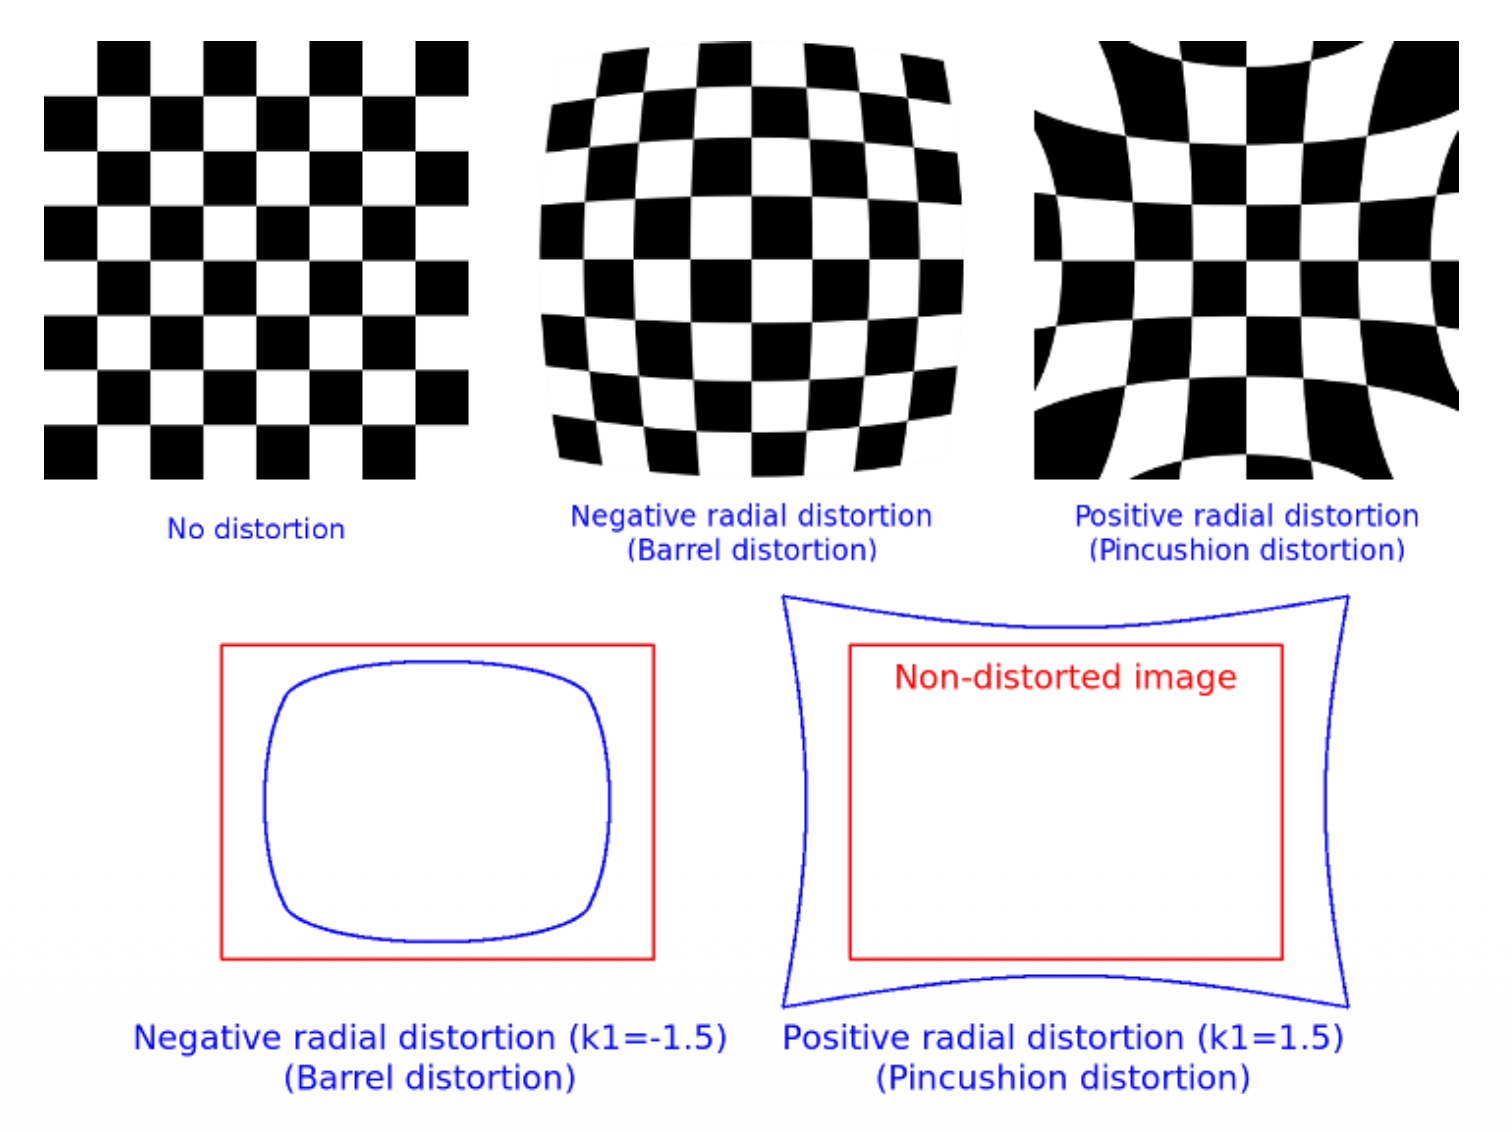 No distortion
Negative radial distortion
(Barrel distortion)
Positive radial distortion
(Pincushion distortion)
Non-distorted image
Negative radial distortion (k1=-1.5)
(Barrel distortion)
Positive radial distortion (k1=1.5)
(Pincushion distortion)